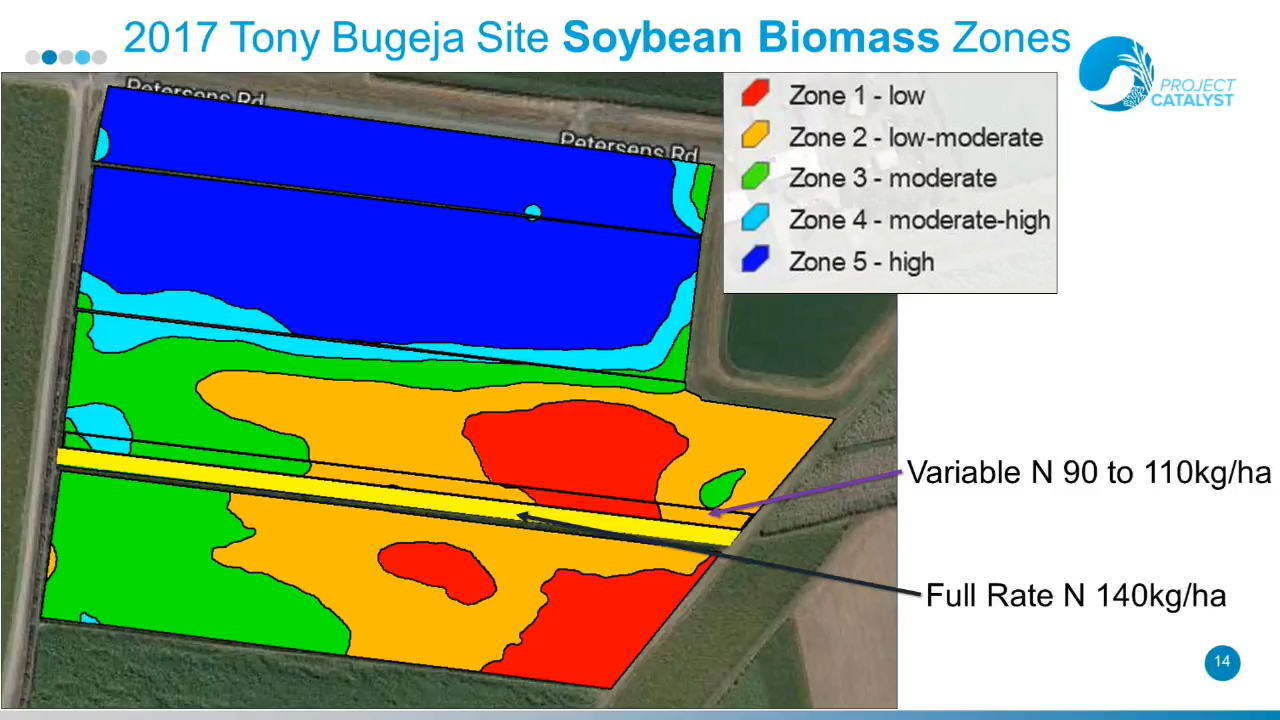 2017 Tony Bugeja Site Soybean Biomass Zones
PROJECT
CATALYST
Petersens Rd
Petersens Rd
Zone 1 - low
Zone 2 - low-moderate
Zone 3 - moderate
Zone 4 - moderate-high
Zone 5 - high
Variable N 90 to 110kg/ha
Full Rate N 140kg/ha
14